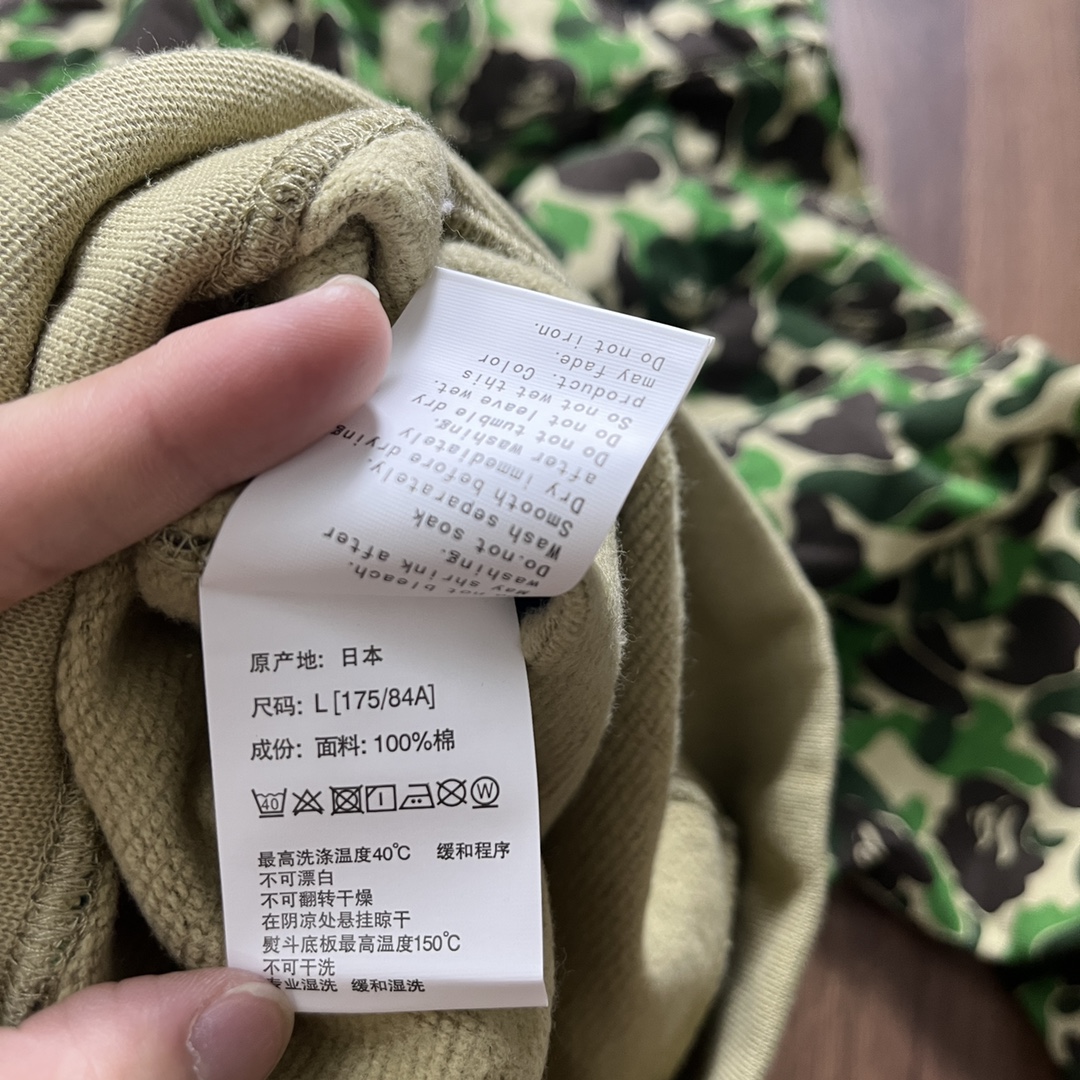 not bleach.
May shrink after
washing.
Do.not soak
Wash separately.
Smooth before drying
Dry immediately
after washing.
Do not tumble dry
Do not leave wet.
So not wet this
product. Color
may fade.
Do not iron.
原产地: 日本
尺码: L [175/84A]
成份: 面料: 100%棉
40 W
最高洗涤温度40℃ 缓和程序
不可漂白
不可翻转干燥
在阴凉处悬挂晾干
熨斗底板最高温度150℃
不可干洗
专业湿洗 缓和湿洗